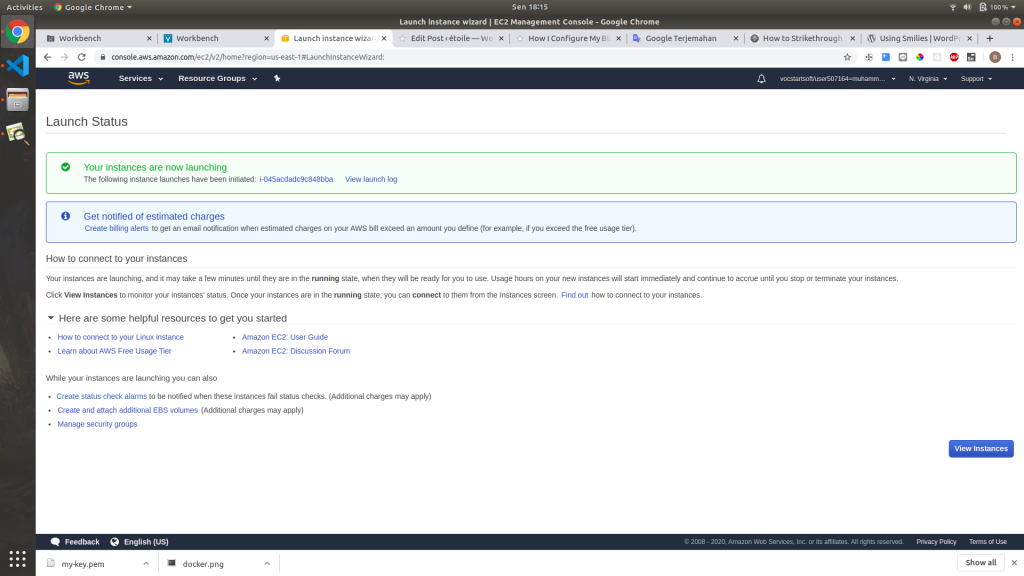 Activities Google Chrome Sen 18:15 100 %
Launch instance wizard | EC2 Management Console - Google Chrome
Workbench Workbench Launch instance wizar Edit Post ‹ étoile — Wo How I Configure My Bl Google Terjemahan How to Strikethrough Using Smilies | WordPr
console.aws.amazon.com/ec2/v2/home?region=us-east-1#LaunchInstanceWizard:
aws Services Resource Groups vocstartsoft/user507164=muhamm... N. Virginia Support
Launch Status
Your instances are now launching
The following instance launches have been initiated: i-045acdadc9c848bba View launch log
Get notified of estimated charges
Create billing alerts to get an email notification when estimated charges on your AWS bill exceed an amount you define (for example, if you exceed the free usage tier).
How to connect to your instances
Your instances are launching, and it may take a few minutes until they are in the running state, when they will be ready for you to use. Usage hours on your new instances will start immediately and continue to accrue until you stop or terminate your instances.
Click View Instances to monitor your instances' status. Once your instances are in the running state, you can connect to them from the Instances screen. Find out how to connect to your instances.
Here are some helpful resources to get you started
• How to connect to your Linux instance • Amazon EC2: User Guide
• Learn about AWS Free Usage Tier • Amazon EC2: Discussion Forum
While your instances are launching you can also
• Create status check alarms to be notified when these instances fail status checks. (Additional charges may apply)
• Create and attach additional EBS volumes (Additional charges may apply)
• Manage security groups
View Instances
Feedback English (US) © 2008 - 2020, Amazon Web Services, Inc. or its affiliates. All rights reserved. Privacy Policy Terms of Use
my-key.pem docker.png Show all